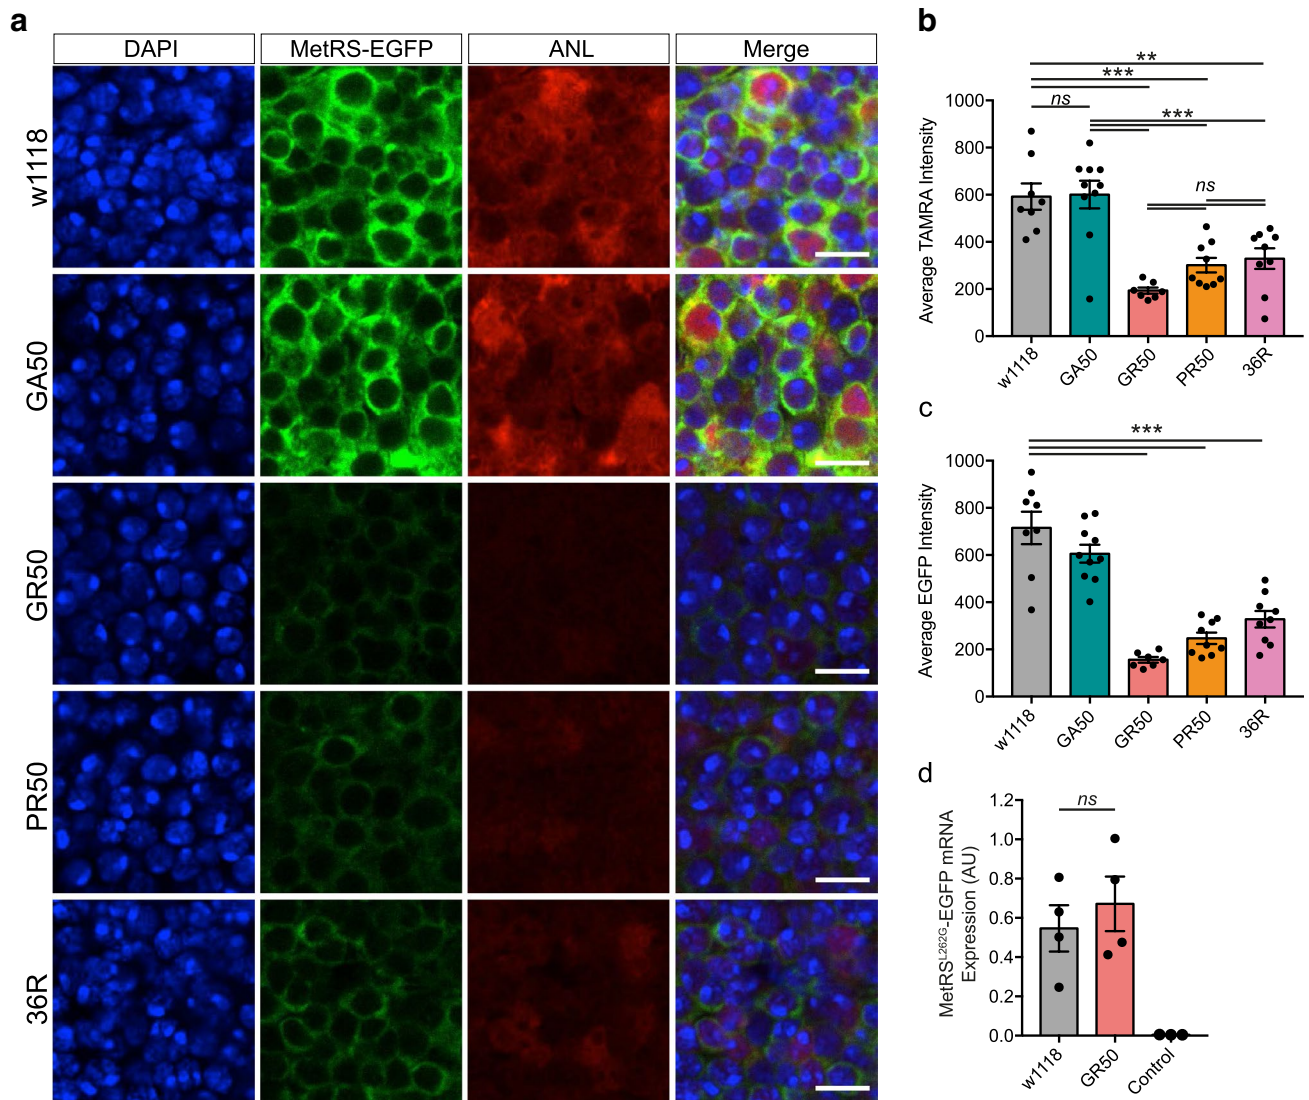 a
DAPI MetRS-EGFP ANL Merge
w1118
GA50
GR50
PR50
36R
b
**
***
ns
***
ns
Average TAMRA Intensity
1000
800
600
400
200
0
w1118 GA50 GR50 PR50 36R
c
***
Average EGFP Intensity
1000
800
600
400
200
0
w1118 GA50 GR50 PR50 36R
d
ns
MetRSL262G-EGFP mRNA
Expression (AU)
1.2
1.0
0.8
0.6
0.4
0.2
0.0
w1118 GR50 Control